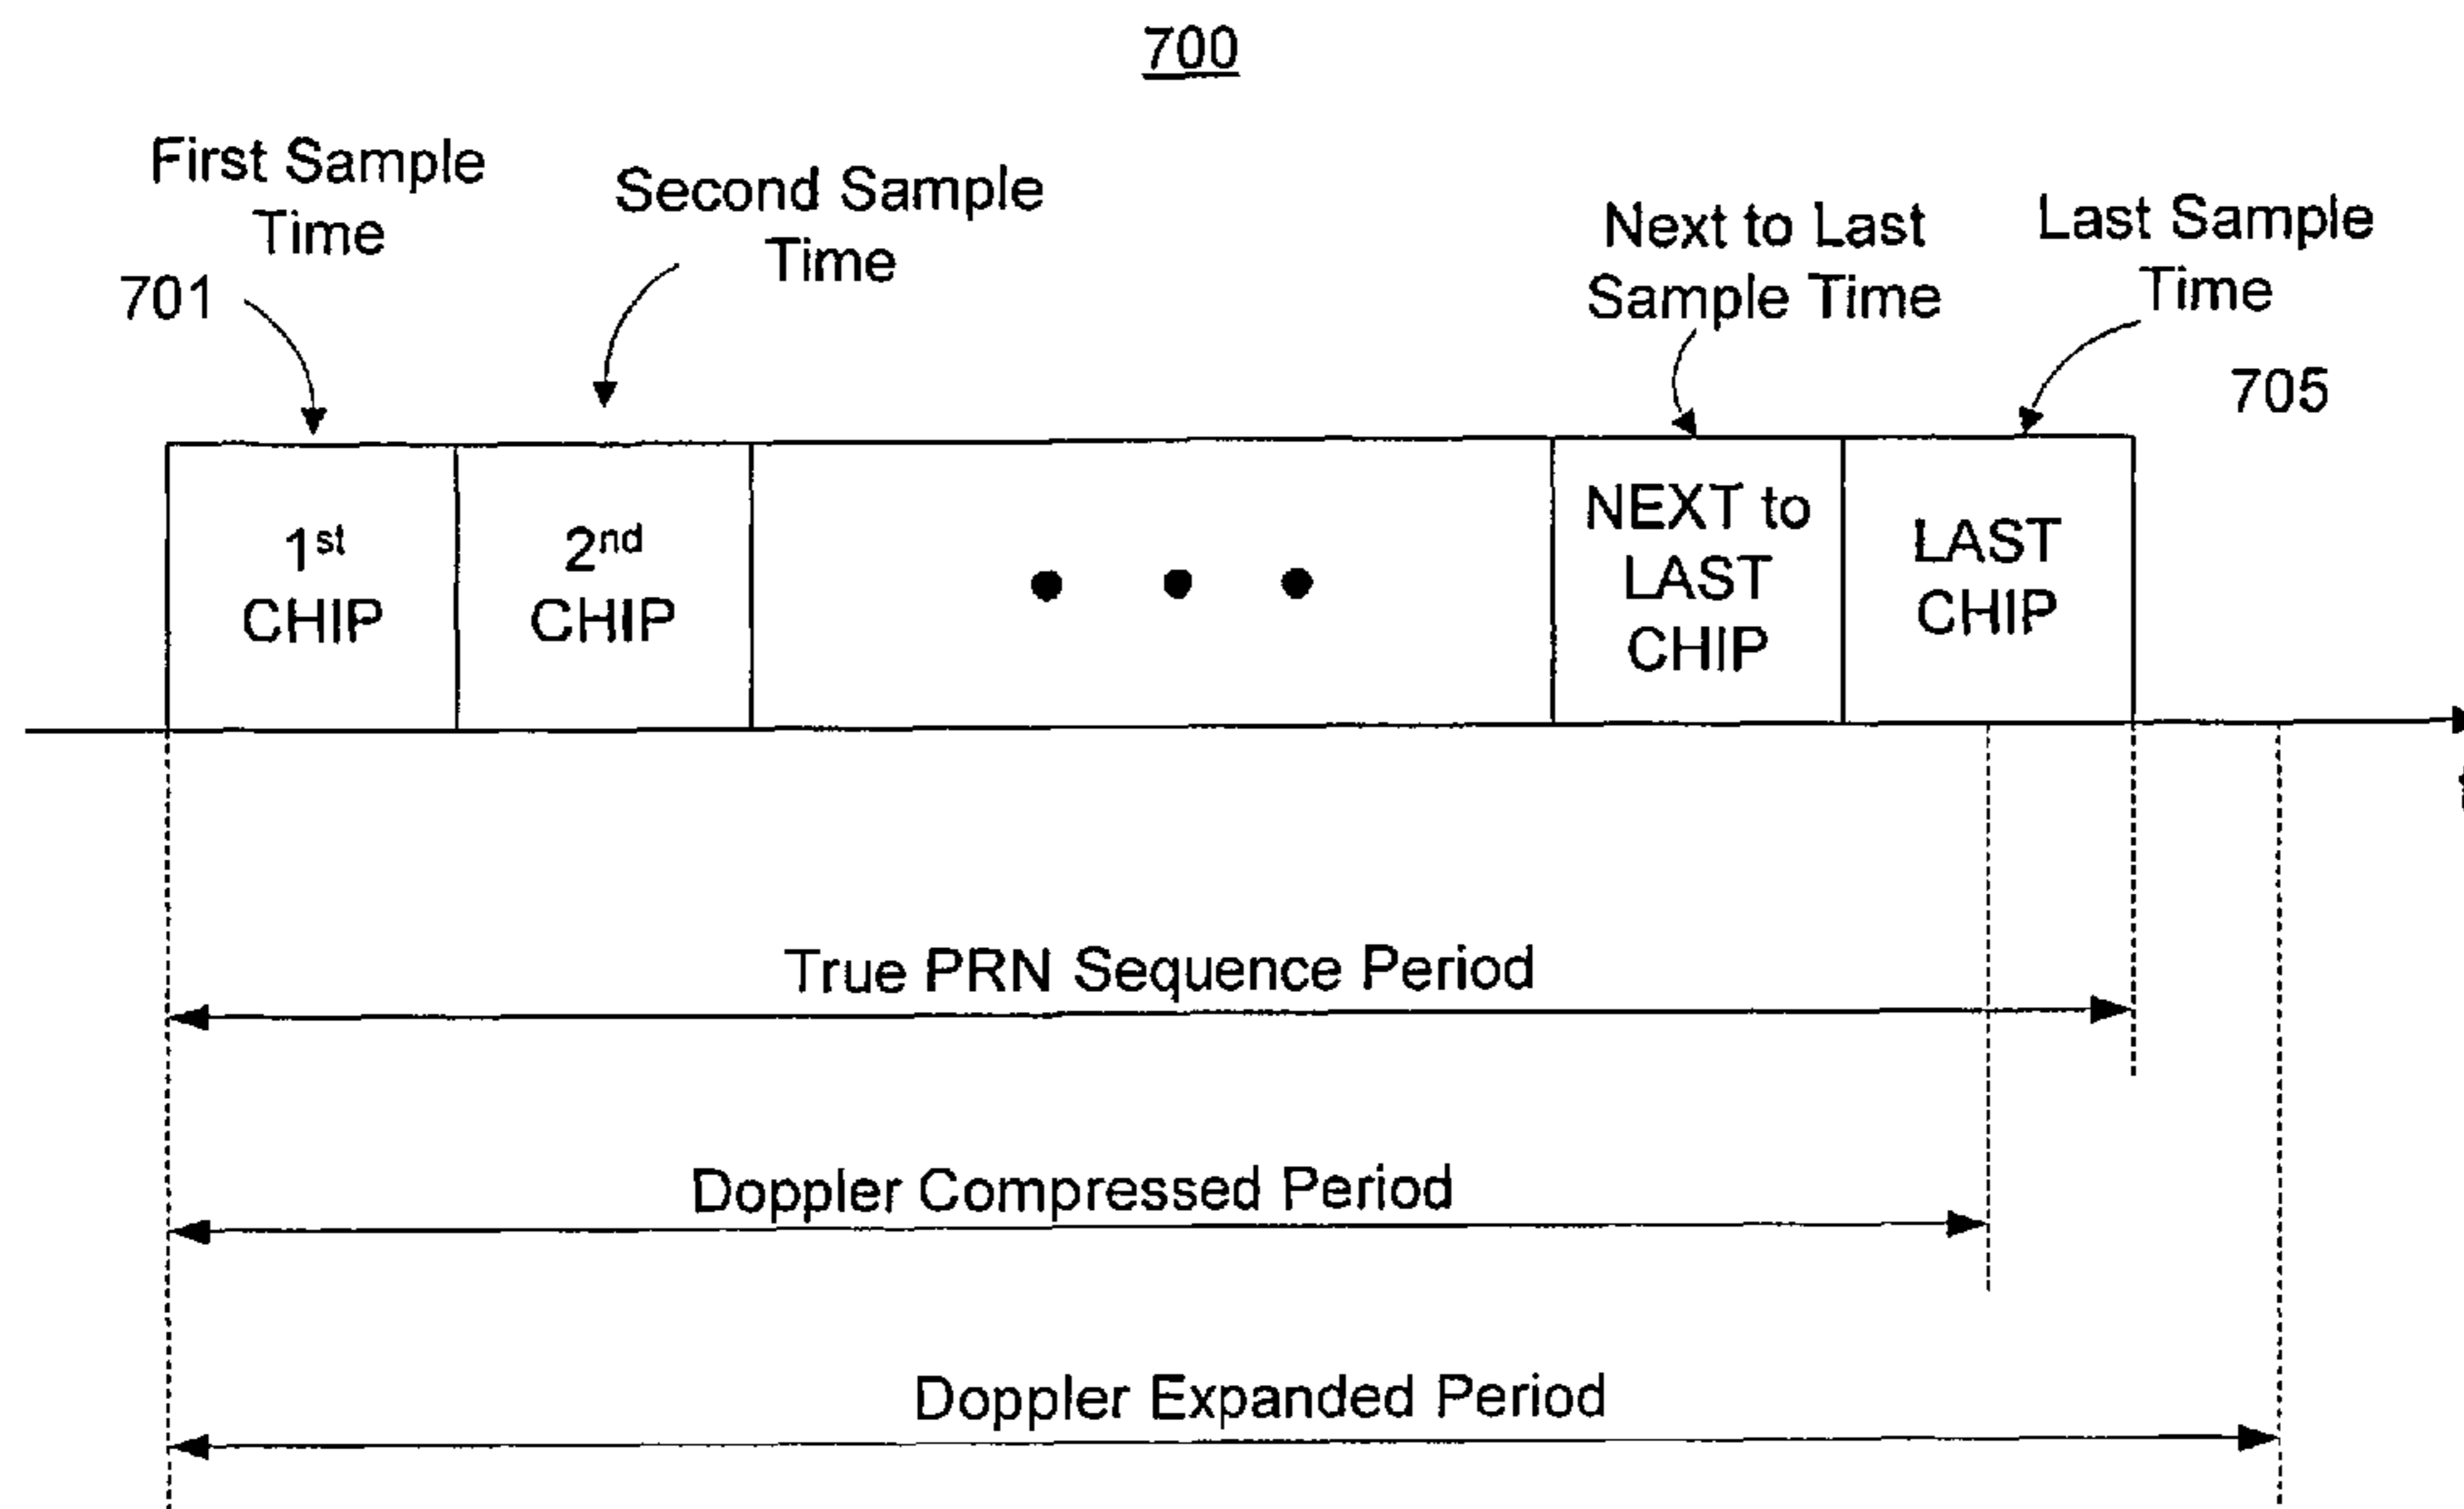 700
First Sample
Time
701
Second Sample
Time
Next to Last
Sample Time
Last Sample
Time
705
1st
CHIP
2nd
CHIP
NEXT to
LAST
CHIP
LAST
CHIP
True PRN Sequence Period
Doppler Compressed Period
Doppler Expanded Period